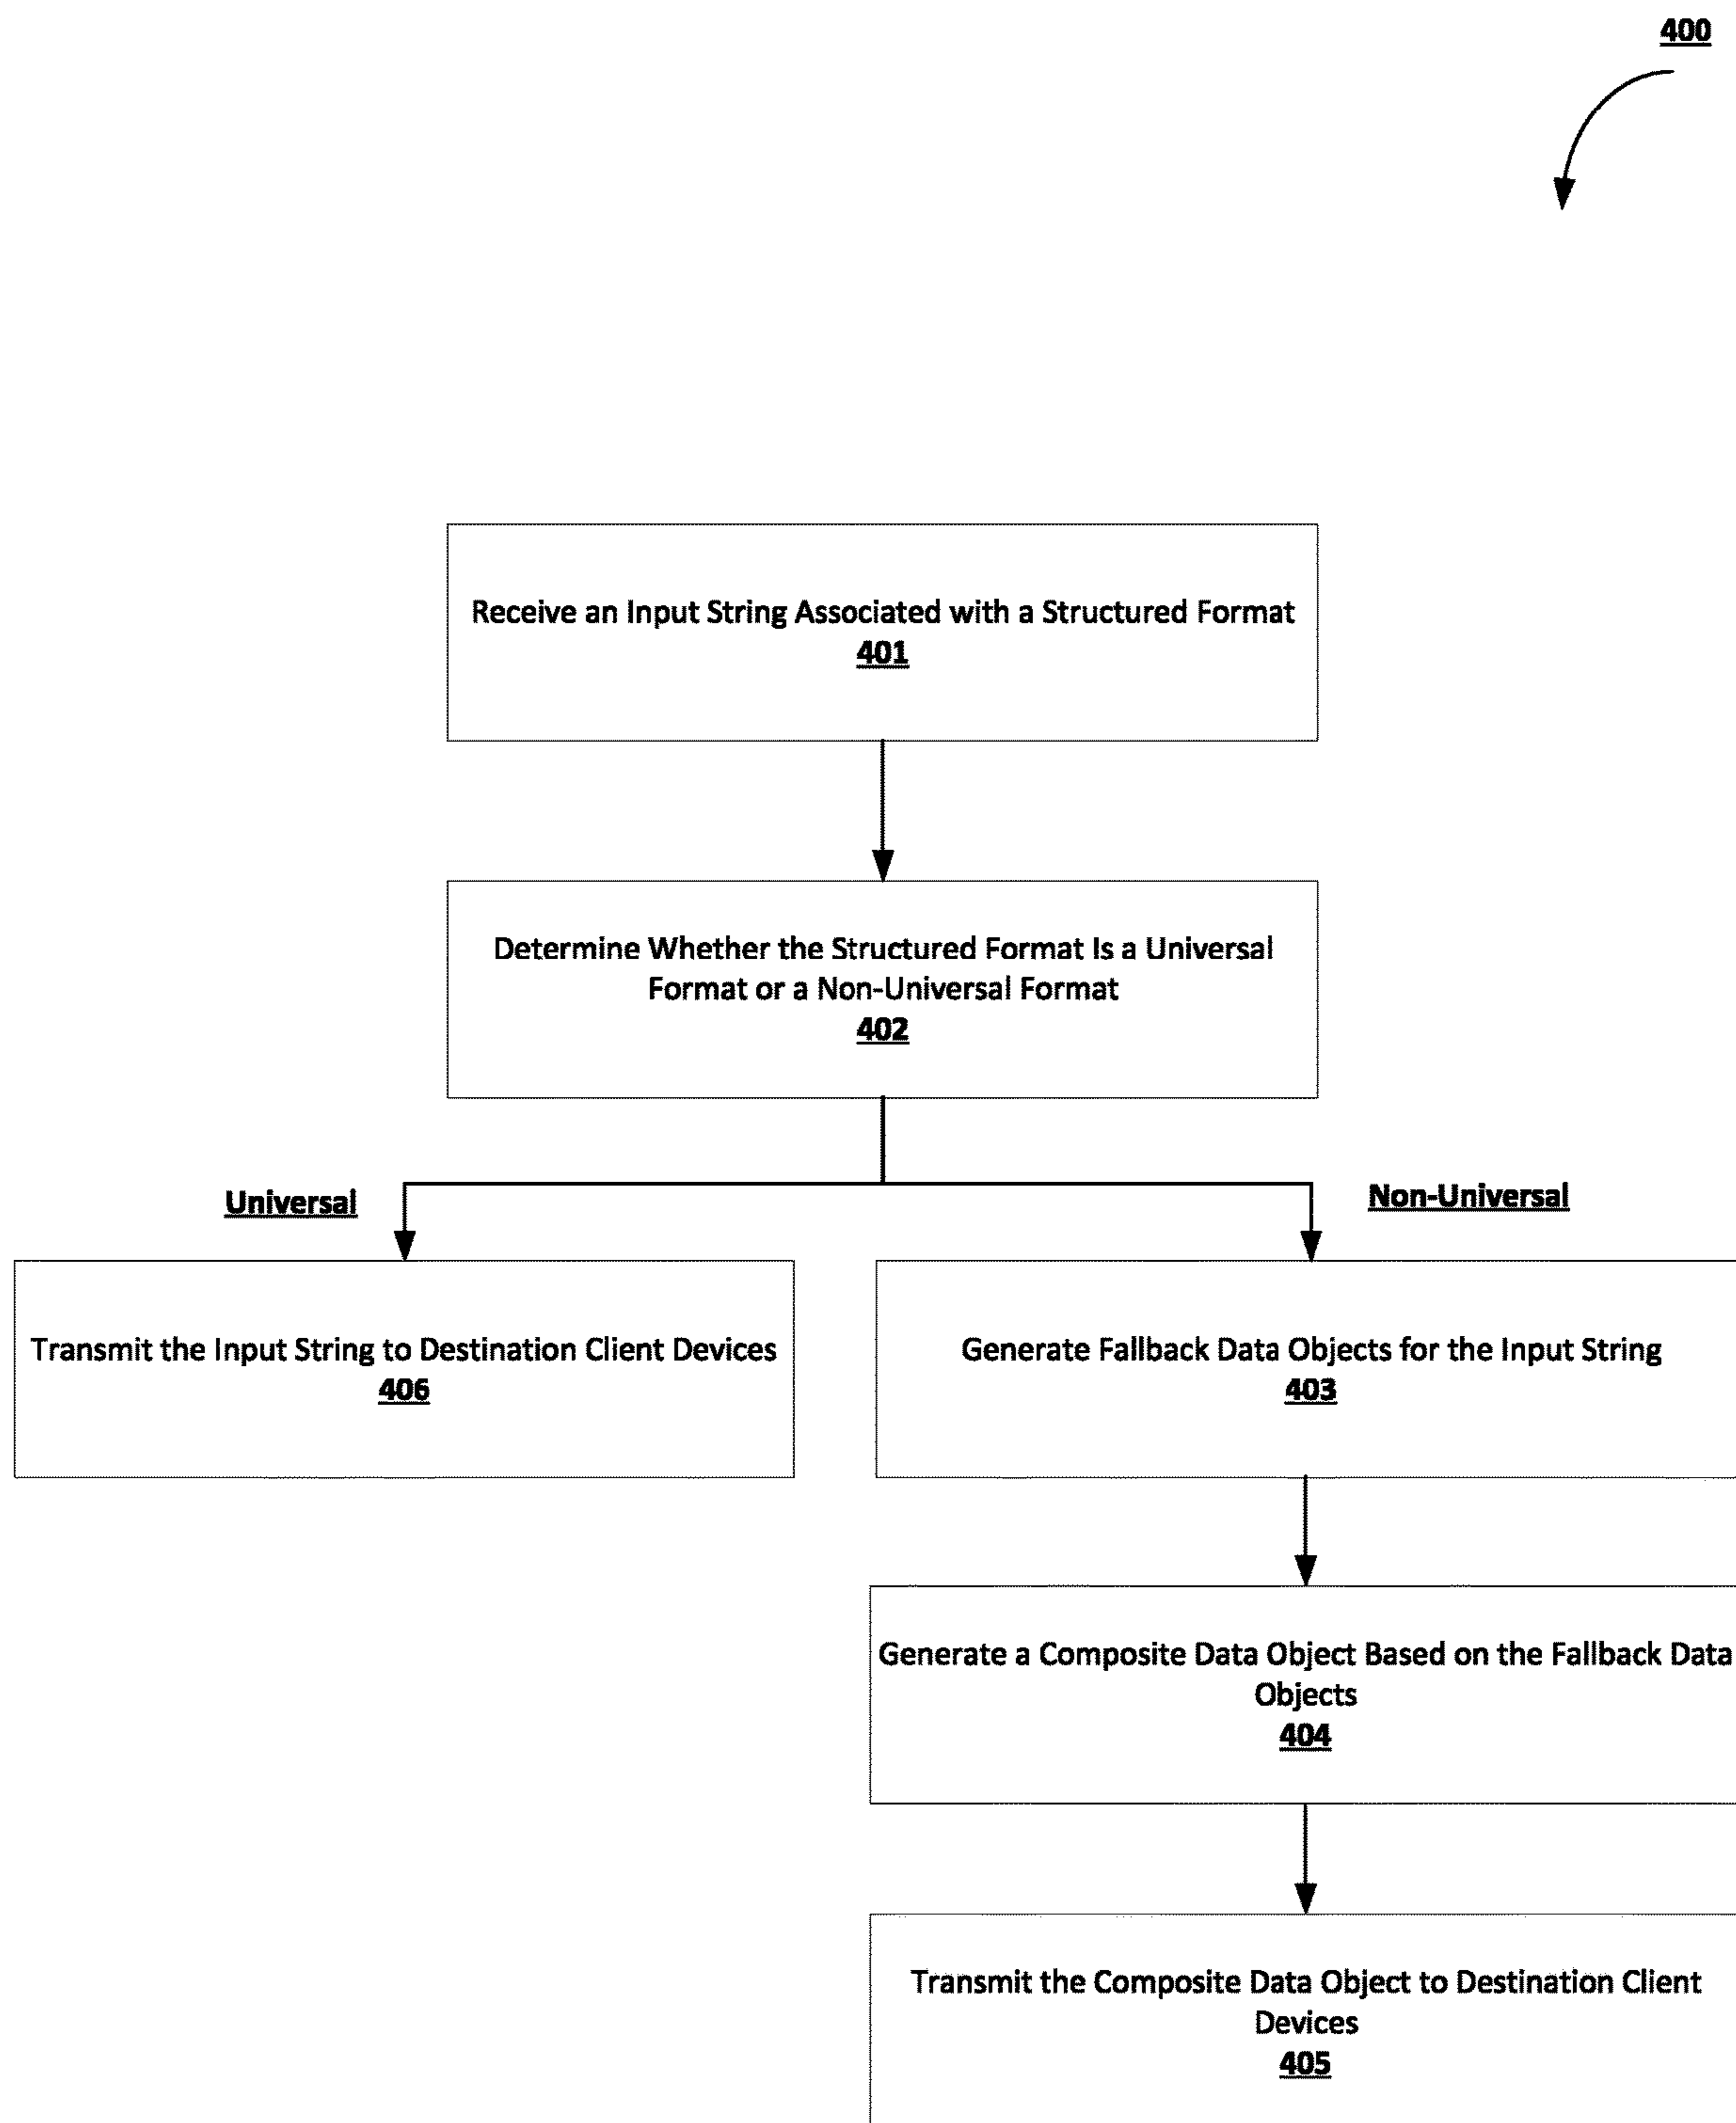 400
Receive an Input String Associated with a Structured Format
401
Determine Whether the Structured Format Is a Universal
Format or a Non-Universal Format
402
Universal
Non-Universal
Transmit the Input String to Destination Client Devices
406
Generate Fallback Data Objects for the Input String
403
Generate a Composite Data Object Based on the Fallback Data
Objects
404
Transmit the Composite Data Object to Destination Client
Devices
405